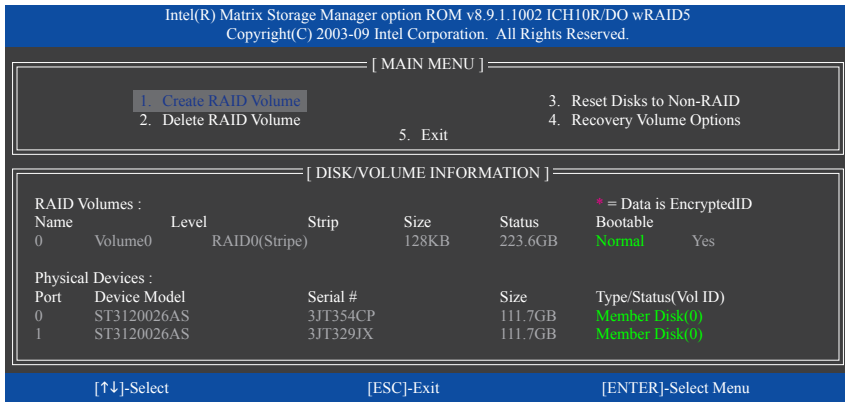 Intel(R) Matrix Storage Manager option ROM v8.9.1.1002 ICH10R/DO wRAID5
Copyright(C) 2003-09 Intel Corporation.  All Rights Reserved.
[ MAIN MENU ]
1.  Create RAID Volume    3.  Reset Disks to Non-RAID
2.  Delete RAID Volume    4.  Recovery Volume Options
5.  Exit
[ DISK/VOLUME INFORMATION ]
RAID Volumes :    * = Data is EncryptedID
Name    Level    Strip    Size    Status    Bootable
0    Volume0    RAID0(Stripe)    128KB    223.6GB    Normal    Yes
Physical Devices :
Port    Device Model    Serial #    Size    Type/Status(Vol ID)
0    ST3120026AS    3JT354CP    111.7GB    Member Disk(0)
1    ST3120026AS    3JT329JX    111.7GB    Member Disk(0)
[↑↓]-Select    [ESC]-Exit    [ENTER]-Select Menu